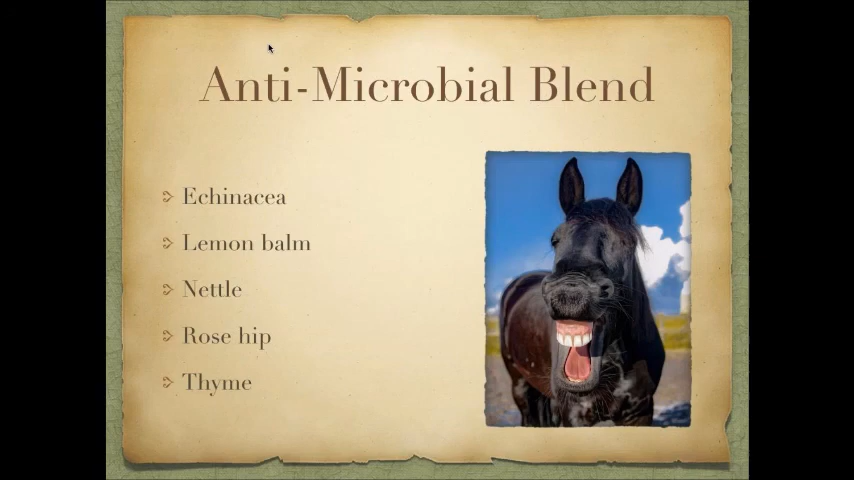 Anti-Microbial Blend
Echinacea
Lemon balm
Nettle
Rose hip
Thyme